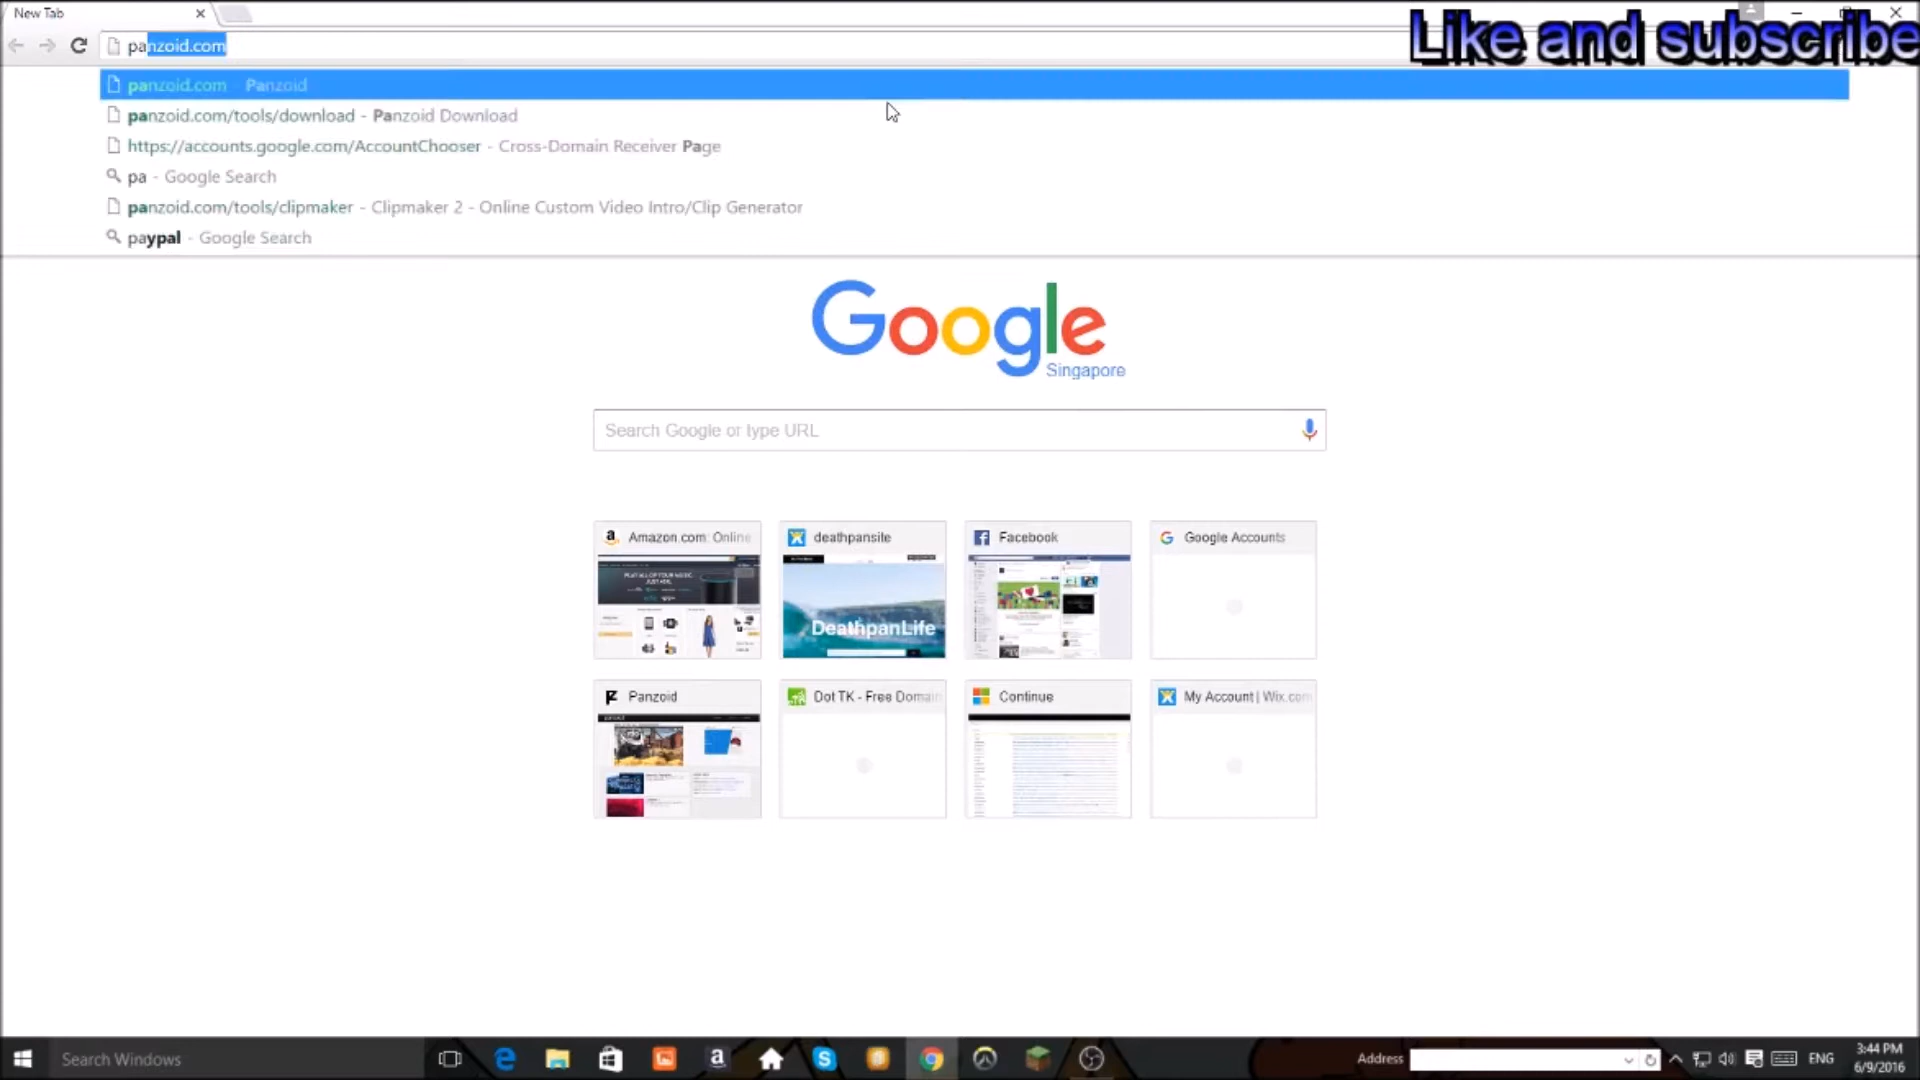 New Tab
Like and subscribe
panzoid.com
panzoid.com - Panzoid
panzoid.com/tools/download - Panzoid Download
https://accounts.google.com/AccountChooser - Cross-Domain Receiver Page
pa - Google Search
panzoid.com/tools/clipmaker - Clipmaker 2 - Online Custom Video Intro/Clip Generator
paypal - Google Search
Google
Singapore
Search Google or type URL
Amazon.com: Online
deathpansite
Facebook
Google Accounts
DeathpanLife
Panzoid
Dot TK - Free Domain
Continue
My Account | Wix.com
Search Windows
Address
ENG
3:44 PM
6/9/2016